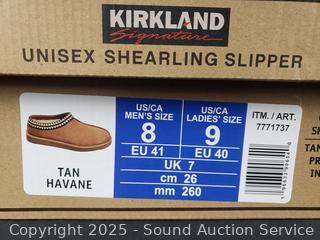 KIRKLAND
Signature
UNISEX SHEARLING SLIPPER
TAN
HAVANE
US/CA
MEN'S SIZE
8
EU 41
US/CA
LADIES' SIZE
9
EU 40
UK 7
cm 26
mm 260
ITM. / ART.
7771737
Copyright 2025 - Sound Auction Service